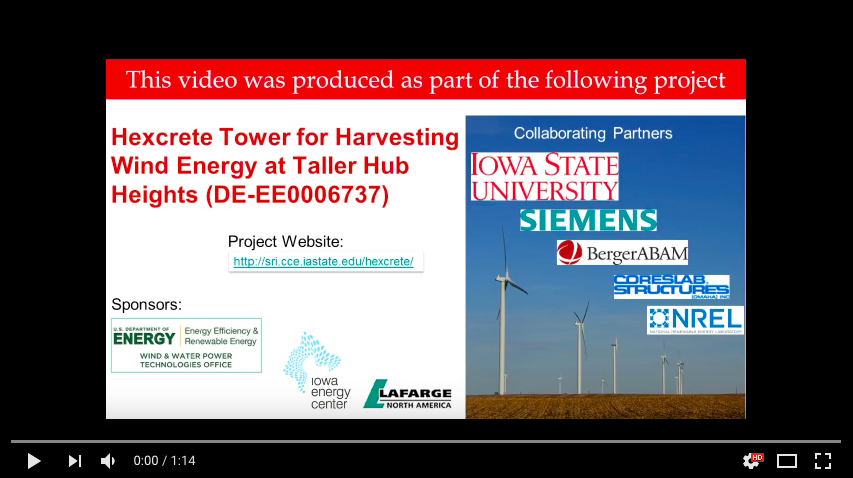 This video was produced as part of the following project
Hexcrete Tower for Harvesting
Wind Energy at Taller Hub
Heights (DE-EE0006737)
Project Website:
http://sri.cce.iastate.edu/hexcrete/
Sponsors:
U.S. DEPARTMENT OF
ENERGY
Energy Efficiency &
Renewable Energy
WIND & WATER POWER
TECHNOLOGIES OFFICE
iowa
energy
center
LAFARGE
NORTH AMERICA
Collaborating Partners
IOWA STATE
UNIVERSITY
SIEMENS
BergerABAM
CORESLAB
STRUCTURES
(OMAHA) INC
NREL
NATIONAL RENEWABLE ENERGY LABORATORY
0:00 / 1:14
HD